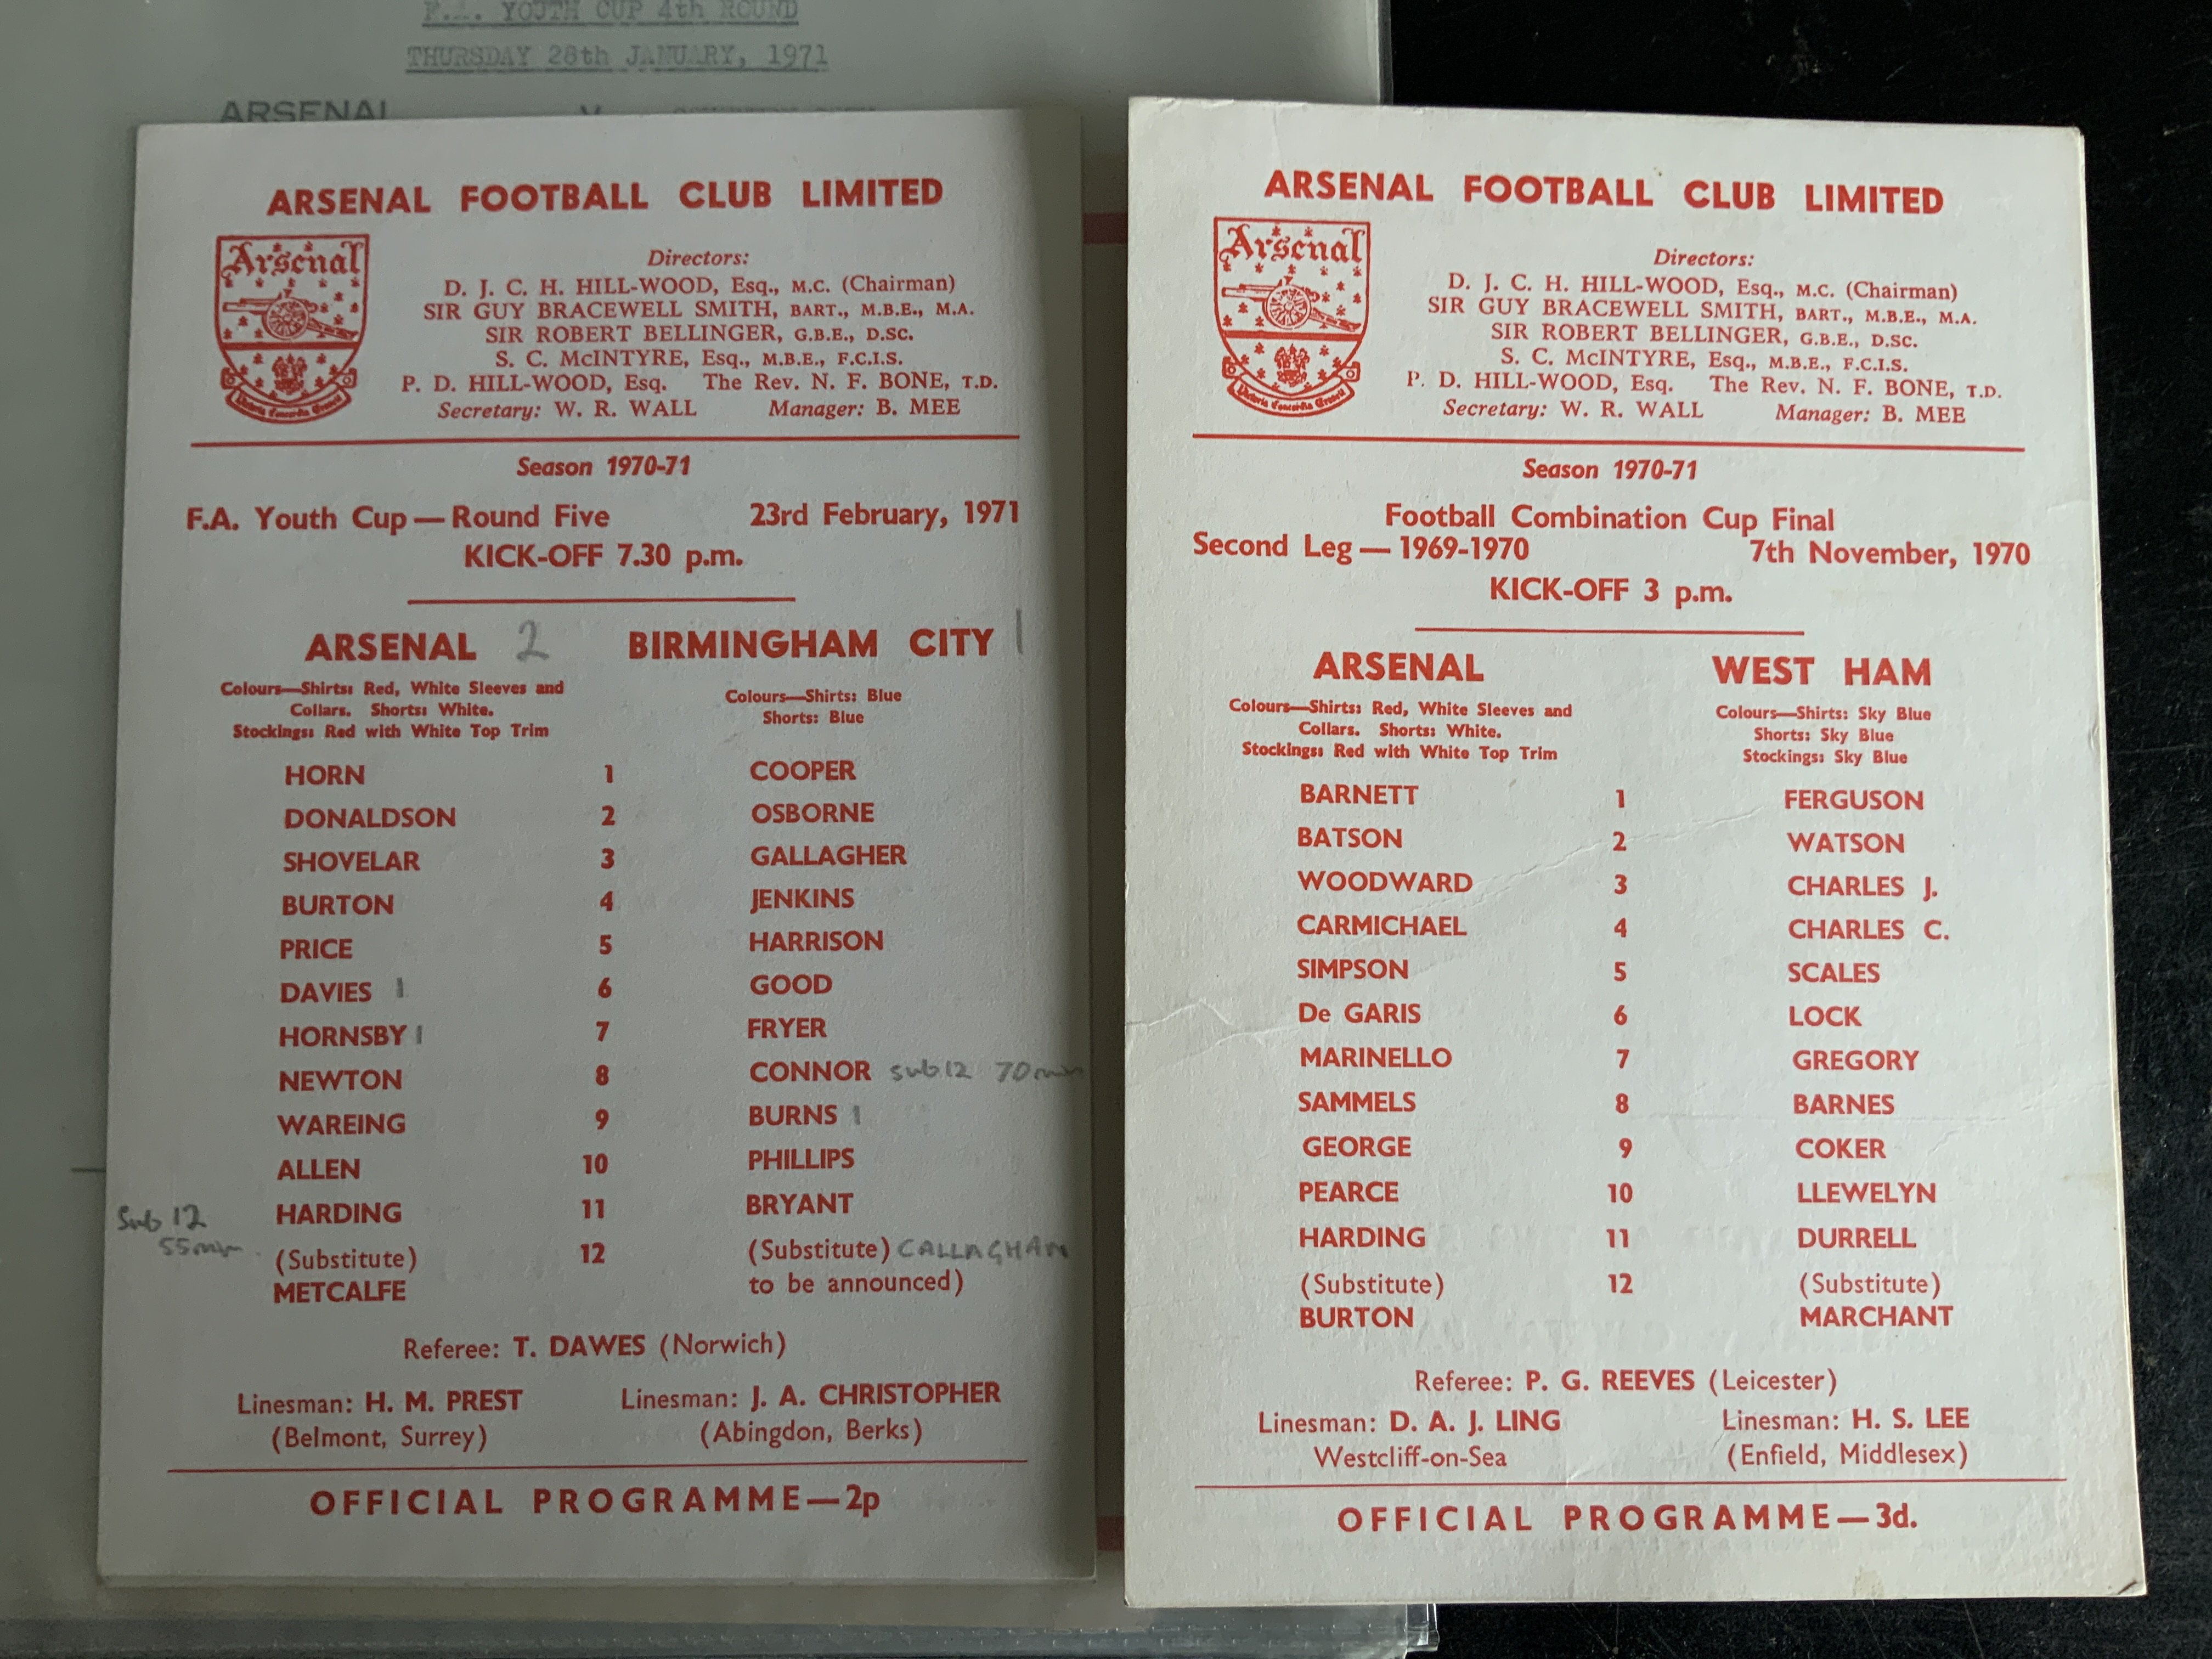 F.A. YOUTH CUP 4th ROUND
THURSDAY 28th JANUARY, 1971
ARSENAL
ARSENAL FOOTBALL CLUB LIMITED
Arsenal
Victoria Concordia Crescit
Directors:
D. J. C. H. HILL-WOOD, Esq., M.C. (Chairman)
SIR GUY BRACEWELL SMITH, BART., M.B.E., M.A.
SIR ROBERT BELLINGER, G.B.E., D.SC.
S. C. McINTYRE, Esq., M.B.E., F.C.I.S.
P. D. HILL-WOOD, Esq. The Rev. N. F. BONE, T.D.
Secretary: W. R. WALL Manager: B. MEE
Season 1970-71
F.A. Youth Cup — Round Five 23rd February, 1971
KICK-OFF 7.30 p.m.
ARSENAL 2 BIRMINGHAM CITY 1
Colours—Shirts: Red, White Sleeves and
Collars. Shorts: White.
Stockings: Red with White Top Trim
Colours—Shirts: Blue
Shorts: Blue
HORN 1 COOPER
DONALDSON 2 OSBORNE
SHOVELAR 3 GALLAGHER
BURTON 4 JENKINS
PRICE 5 HARRISON
DAVIES 1 6 GOOD
HORNSBY 1 7 FRYER
NEWTON 8 CONNOR sub 12 70min
WAREING 9 BURNS 1
ALLEN 10 PHILLIPS
Sub 12 HARDING 11 BRYANT
55min (Substitute) 12 (Substitute) CALLAGHAN
METCALFE to be announced)
Referee: T. DAWES (Norwich)
Linesman: H. M. PREST Linesman: J. A. CHRISTOPHER
(Belmont, Surrey) (Abingdon, Berks)
OFFICIAL PROGRAMME—2p
ARSENAL FOOTBALL CLUB LIMITED
Arsenal
Victoria Concordia Crescit
Directors:
D. J. C. H. HILL-WOOD, Esq., M.C. (Chairman)
SIR GUY BRACEWELL SMITH, BART., M.B.E., M.A.
SIR ROBERT BELLINGER, G.B.E., D.SC.
S. C. McINTYRE, Esq., M.B.E., F.C.I.S.
P. D. HILL-WOOD, Esq. The Rev. N. F. BONE, T.D.
Secretary: W. R. WALL Manager: B. MEE
Season 1970-71
Football Combination Cup Final
Second Leg — 1969-1970 7th November, 1970
KICK-OFF 3 p.m.
ARSENAL WEST HAM
Colours—Shirts: Red, White Sleeves and
Collars. Shorts: White.
Stockings: Red with White Top Trim
Colours—Shirts: Sky Blue
Shorts: Sky Blue
Stockings: Sky Blue
BARNETT 1 FERGUSON
BATSON 2 WATSON
WOODWARD 3 CHARLES J.
CARMICHAEL 4 CHARLES C.
SIMPSON 5 SCALES
De GARIS 6 LOCK
MARINELLO 7 GREGORY
SAMMELS 8 BARNES
GEORGE 9 COKER
PEARCE 10 LLEWELYN
HARDING 11 DURRELL
(Substitute) 12 (Substitute)
BURTON MARCHANT
Referee: P. G. REEVES (Leicester)
Linesman: D. A. J. LING Linesman: H. S. LEE
Westcliff-on-Sea (Enfield, Middlesex)
OFFICIAL PROGRAMME—3d.